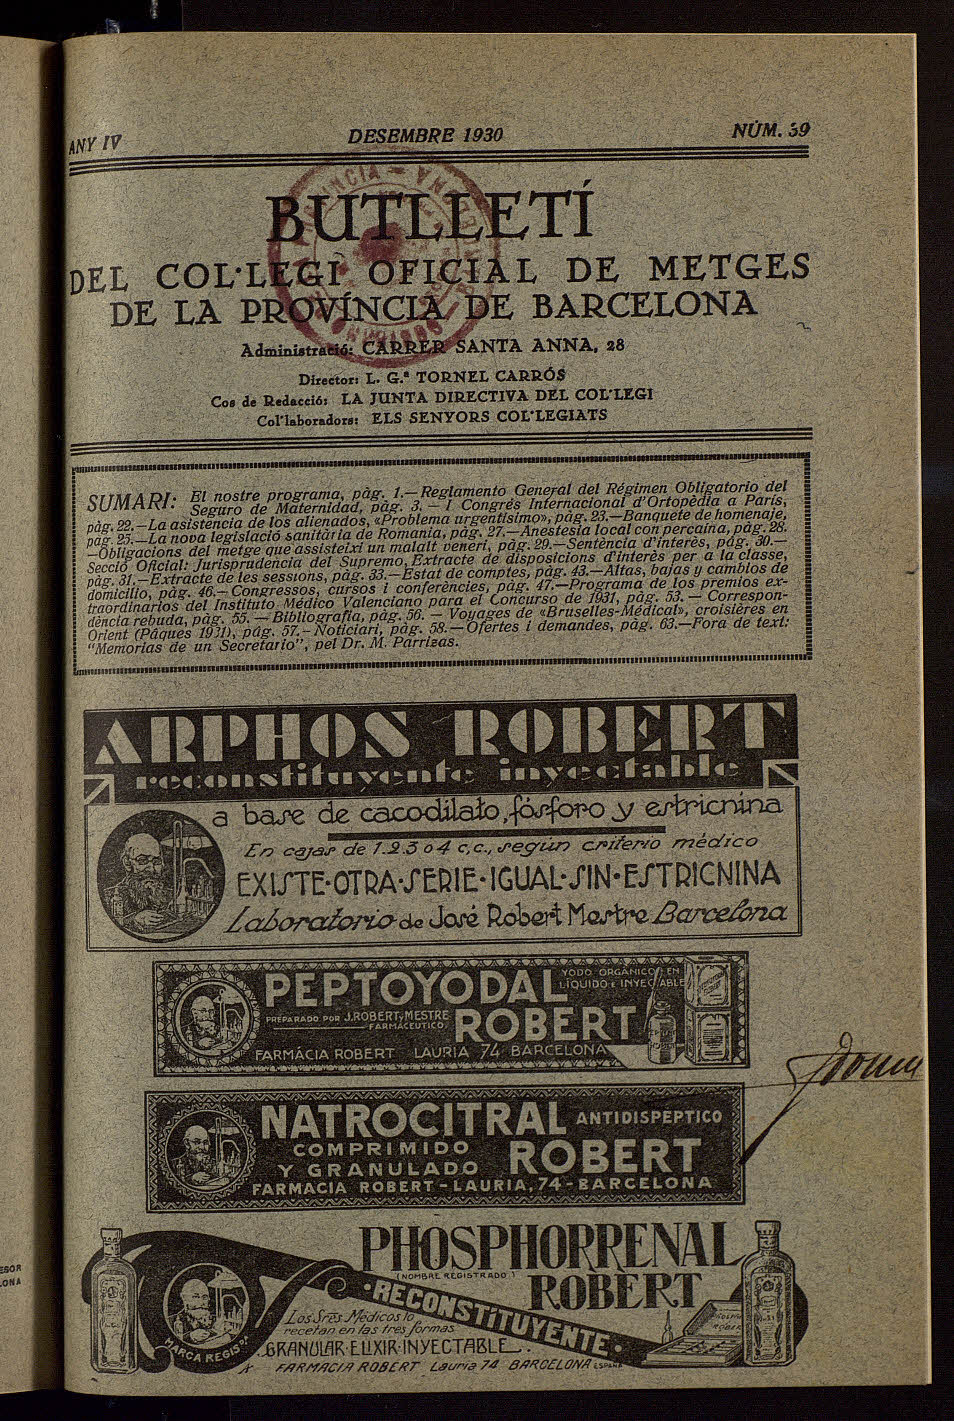 ANY IV
DESEMBRE 1930
NÚM. 39
BUTLLETÍ
DEL COL·LEGI OFICIAL DE METGES
DE LA PROVÍNCIA DE BARCELONA
Administració: CARRER SANTA ANNA, 28
Director: L. G.ª TORNEL CARRÓS
Cos de Redacció: LA JUNTA DIRECTIVA DEL COL·LEGI
Col·laboradors: ELS SENYORS COL·LEGIATS
SUMARI: El nostre programa, pàg. 1.—Reglamento General del Régimen Obligatorio del
Seguro de Maternidad, pàg. 3.— I Congrés Internacional d'Ortopèdia a París,
pàg. 22.—La asistencia de los alienados, «Problema urgentísimo», pàg. 23.—Banquete de homenaje,
pàg. 25.—La nova legislació sanitària de Romania, pàg. 27.—Anestesia local con percaína, pàg. 28.
—Obligacions del metge que assisteixi un malalt veneri, pàg. 29.—Sentència d'interès, pàg. 30.—
Secció Oficial: Jurisprudencia del Supremo, Extracte de disposicions d'interès per a la classe,
pàg. 31.—Extracte de les sessions, pàg. 33.—Estat de comptes, pàg. 43.—Altas, bajas y cambios de
domicilio, pàg. 46.—Congressos, cursos i conferències, pàg. 47.—Programa de los premios ex-
traordinarios del Instituto Médico Valenciano para el Concurso de 1931, pàg. 53. — Correspon-
dència rebuda, pàg. 55.—Bibliografia, pàg. 56. — Voyages de «Bruselles-Médical», croisières en
Orient (Pâques 1931), pàg. 57.—Noticiari, pàg. 58.—Ofertes i demandes, pàg. 63.—Fora de text:
"Memorias de un Secretario", pel Dr. M. Parrizas.
ARPHOS ROBERT
reconstituyente inyectable
a base de cacodilato, fósforo y estricnina
En cajas de 1.2.3 o 4 c.c., según criterio médico
EXISTE·OTRA·SERIE·IGUAL·SIN·ESTRICNINA
Laboratorio de José Robert Mestre Barcelona
PEPTOYODAL
YODO ORGÁNICO EN
LÍQUIDO E INYECTABLE
PREPARADO POR J. ROBERT Y MESTRE
FARMACÉUTICO
ROBERT
FARMÁCIA ROBERT LAURIA 74 BARCELONA
NATROCITRAL ANTIDISPEPTICO
COMPRIMIDO
Y GRANULADO
ROBERT
FARMACIA ROBERT - LAURIA, 74 - BARCELONA
PHOSPHORRENAL
(NOMBRE REGISTRADO)
ROBERT
·RECONSTITUYENTE·
Los Sres Médicos lo
recetan en las tres formas
GRANULAR·ELIXIR·INYECTABLE
MARCA REGISDA
FARMACIA ROBERT Lauria 74 BARCELONA ESPAÑA